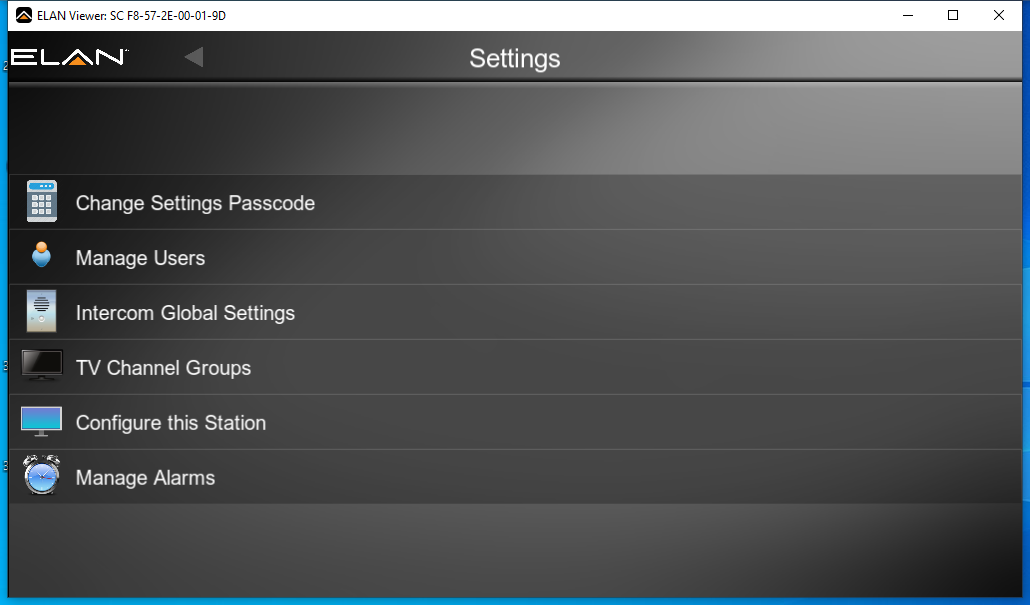 ELAN Viewer: SC F8-57-2E-00-01-9D
ELAN
Settings
Change Settings Passcode
Manage Users
Intercom Global Settings
TV Channel Groups
Configure this Station
Manage Alarms